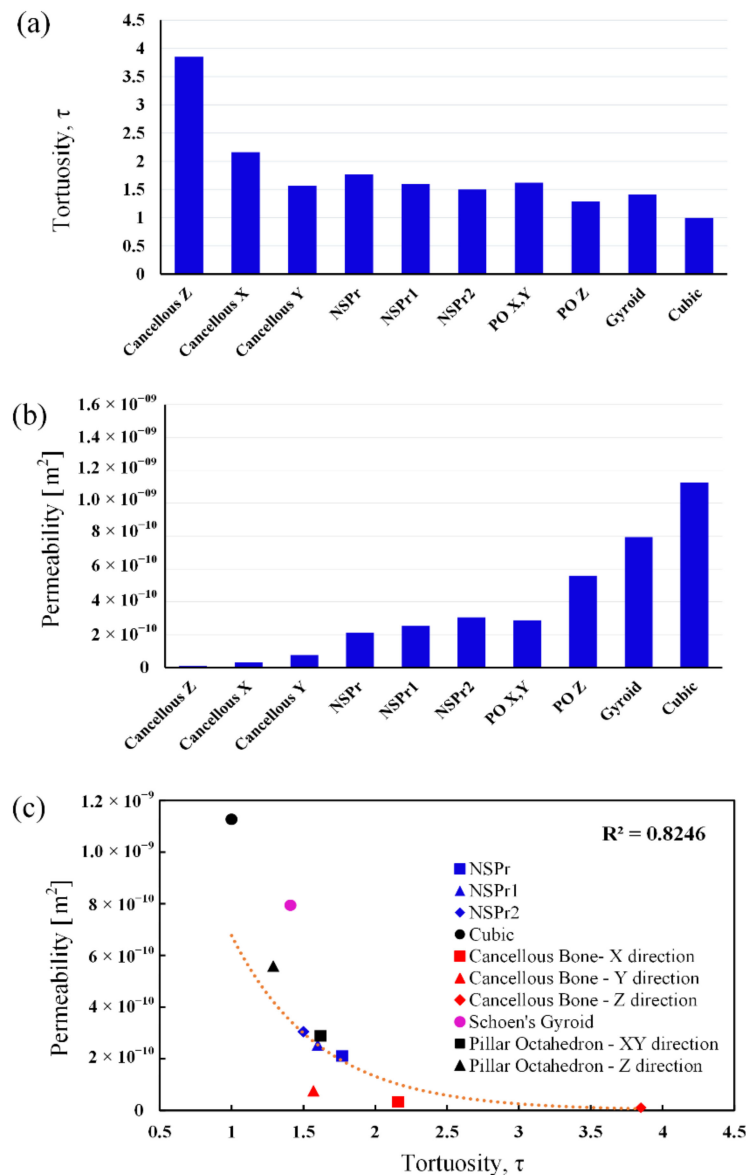 (a)
Tortuosity, τ
4.5
4
3.5
3
2.5
2
1.5
1
0.5
0
Cancellous Z
Cancellous X
Cancellous Y
NSPr
NSPr1
NSPr2
PO X,Y
PO Z
Gyroid
Cubic
(b)
Permeability [ m²]
1.6 × 10⁻⁰⁹
1.4 × 10⁻⁰⁹
1.2 × 10⁻⁰⁹
1.0 × 10⁻⁰⁹
8 × 10⁻¹⁰
6 × 10⁻¹⁰
4 × 10⁻¹⁰
2 × 10⁻¹⁰
0
Cancellous Z
Cancellous X
Cancellous Y
NSPr
NSPr1
NSPr2
PO X,Y
PO Z
Gyroid
Cubic
(c)
Permeability [ m²]
1.2 × 10⁻⁹
1.0 × 10⁻⁹
8 × 10⁻¹⁰
6 × 10⁻¹⁰
4 × 10⁻¹⁰
2 × 10⁻¹⁰
0
R² = 0.8246
NSPr
NSPr1
NSPr2
Cubic
Cancellous Bone- X direction
Cancellous Bone - Y direction
Cancellous Bone - Z direction
Schoen's Gyroid
Pillar Octahedron - XY direction
Pillar Octahedron - Z direction
0.5 1 1.5 2 2.5 3 3.5 4 4.5
Tortuosity, τ